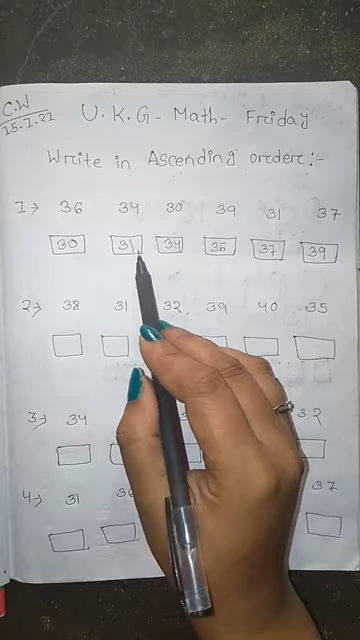 C.W
15.1.21
U.K.G - Math - Friday
Write in Ascending order :-
1→ 36 34 30 39 31 37
30 31 34 36 37 39
2→ 38 31 32 39 40 35
3→ 34 32
4→ 31 37